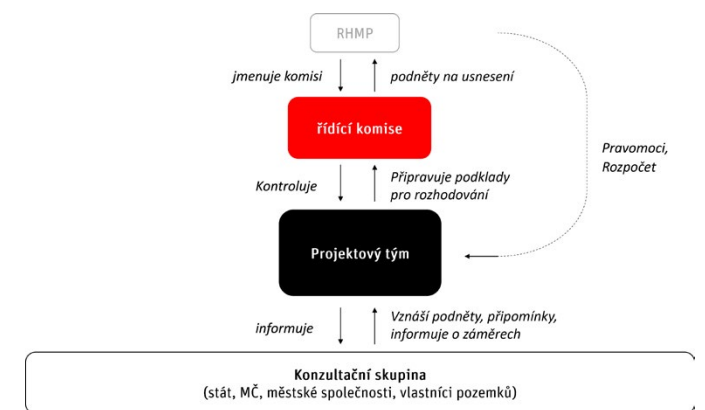 RHMP
jmenuje komisi
podněty na usnesení
řídící komise
Pravomoci,
Rozpočet
Kontroluje
Připravuje podklady
pro rozhodování
Projektový tým
informuje
Vznáší podněty, připomínky,
informuje o záměrech
Konzultační skupina
(stát, MČ, městské společnosti, vlastníci pozemků)